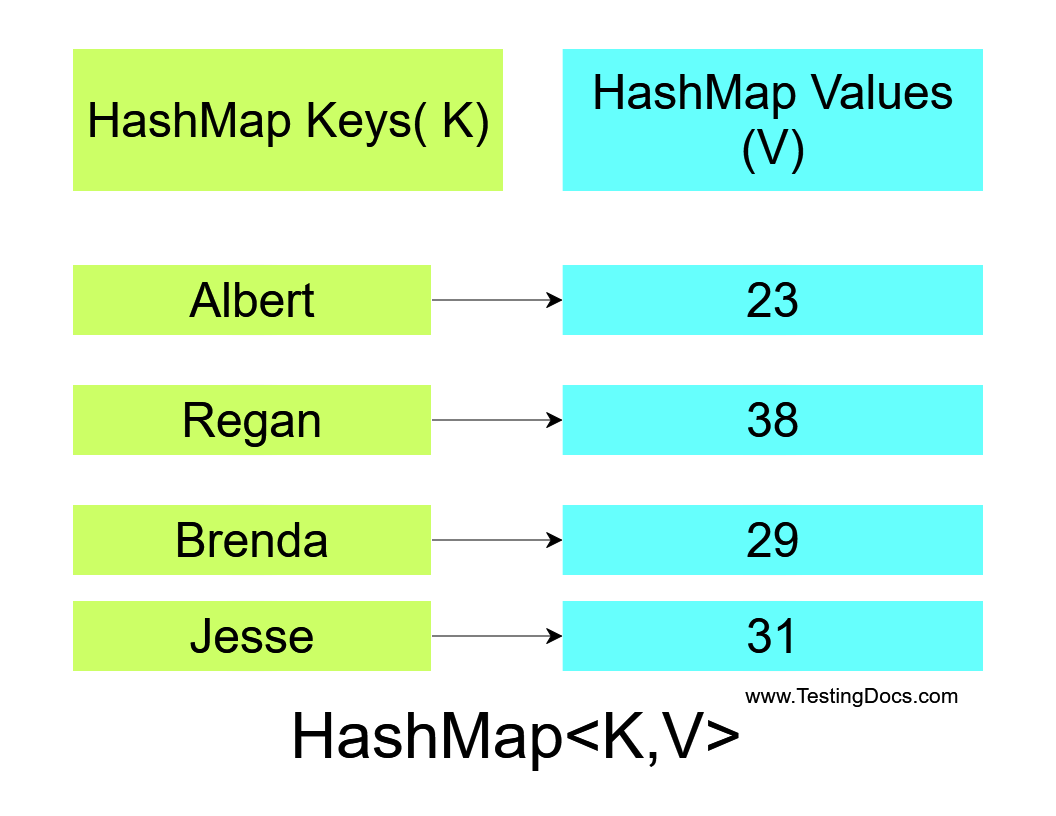 HashMap Keys( K)
HashMap Values
(V)
Albert
23
Regan
38
Brenda
29
Jesse
31
www.TestingDocs.com
HashMap<K,V>